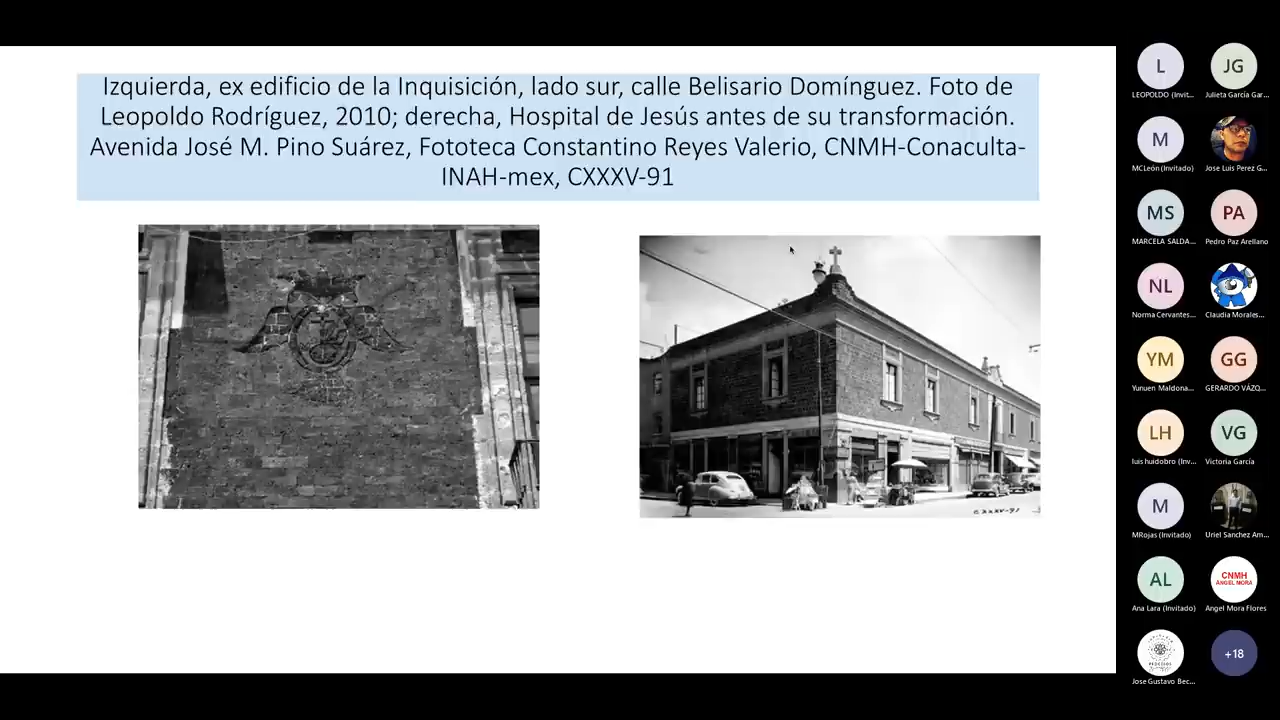 Izquierda, ex edificio de la Inquisición, lado sur, calle Belisario Domínguez. Foto de
Leopoldo Rodríguez, 2010; derecha, Hospital de Jesús antes de su transformación.
Avenida José M. Pino Suárez, Fototeca Constantino Reyes Valerio, CNMH-Conaculta-
INAH-mex, CXXXV-91
CXXXV-91
L
LEOPOLDO (Invit...
JG
Julieta García Gar...
M
MCLeón (Invitado)
Jose Luis Perez G...
MS
MARCELA SALDA...
PA
Pedro Paz Arellano
NL
Norma Cervantes...
Claudia Morales...
YM
Yunuen Maldona...
GG
GERARDO VÁZQ...
LH
luis huidobro (Inv...
VG
Victoria García
M
MRojas (Invitado)
Uriel Sanchez Am...
AL
Ana Lara (Invitado)
CNMH
ANGEL MORA
Angel Mora Flores
PROCESOS
Jose Gustavo Bec...
+18